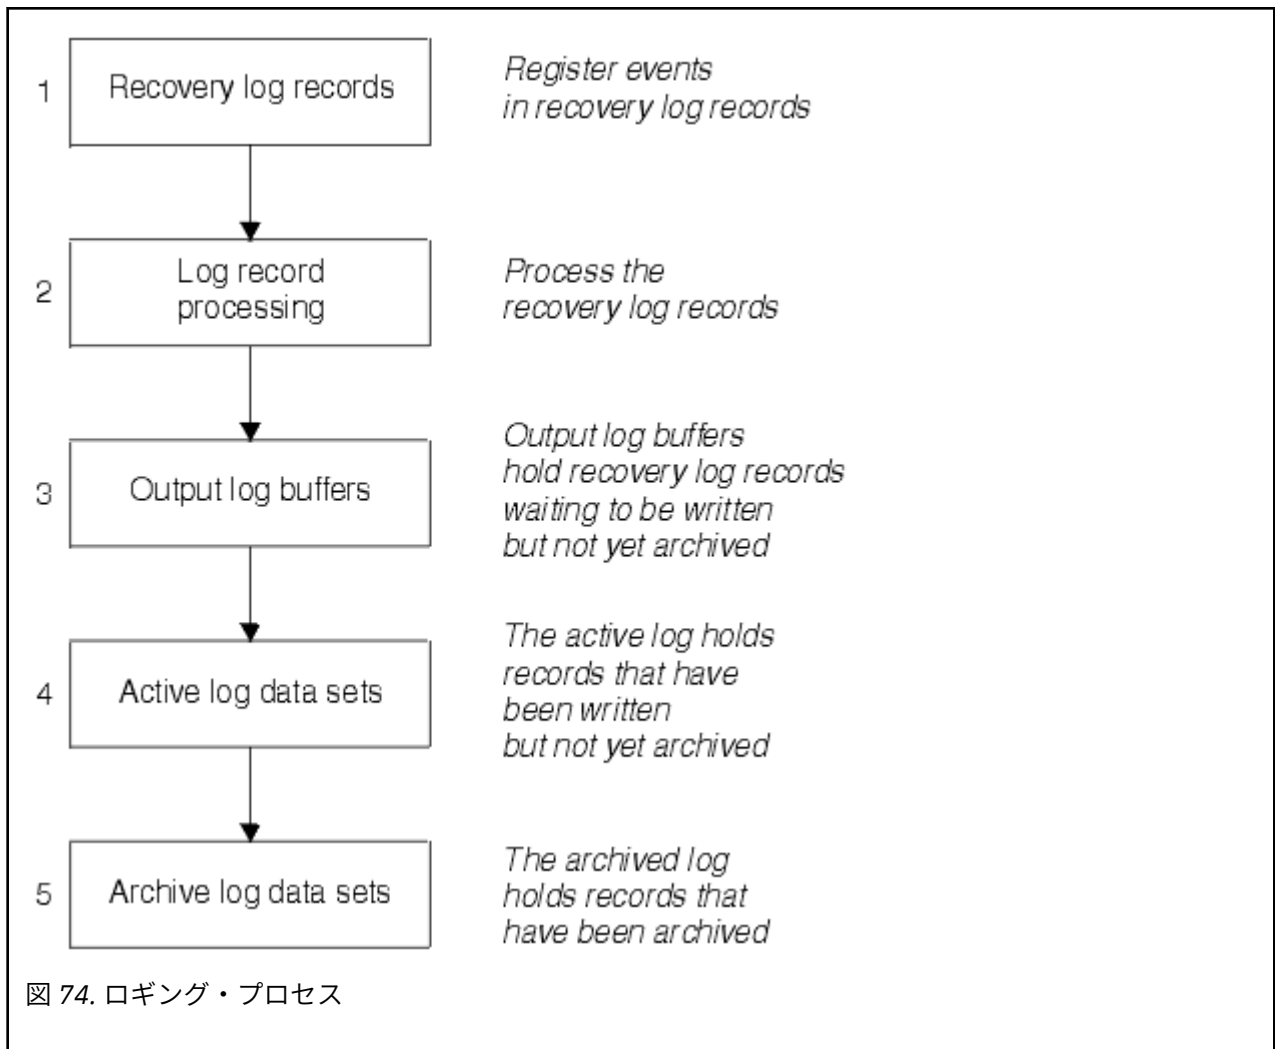 1
Recovery log records
Register events
in recovery log records
2
Log record
processing
Process the
recovery log records
3
Output log buffers
Output log buffers
hold recovery log records
waiting to be written
but not yet archived
4
Active log data sets
The active log holds
records that have
been written
but not yet archived
5
Archive log data sets
The archived log
holds records that
have been archived
図 74. ロギング・プロセス